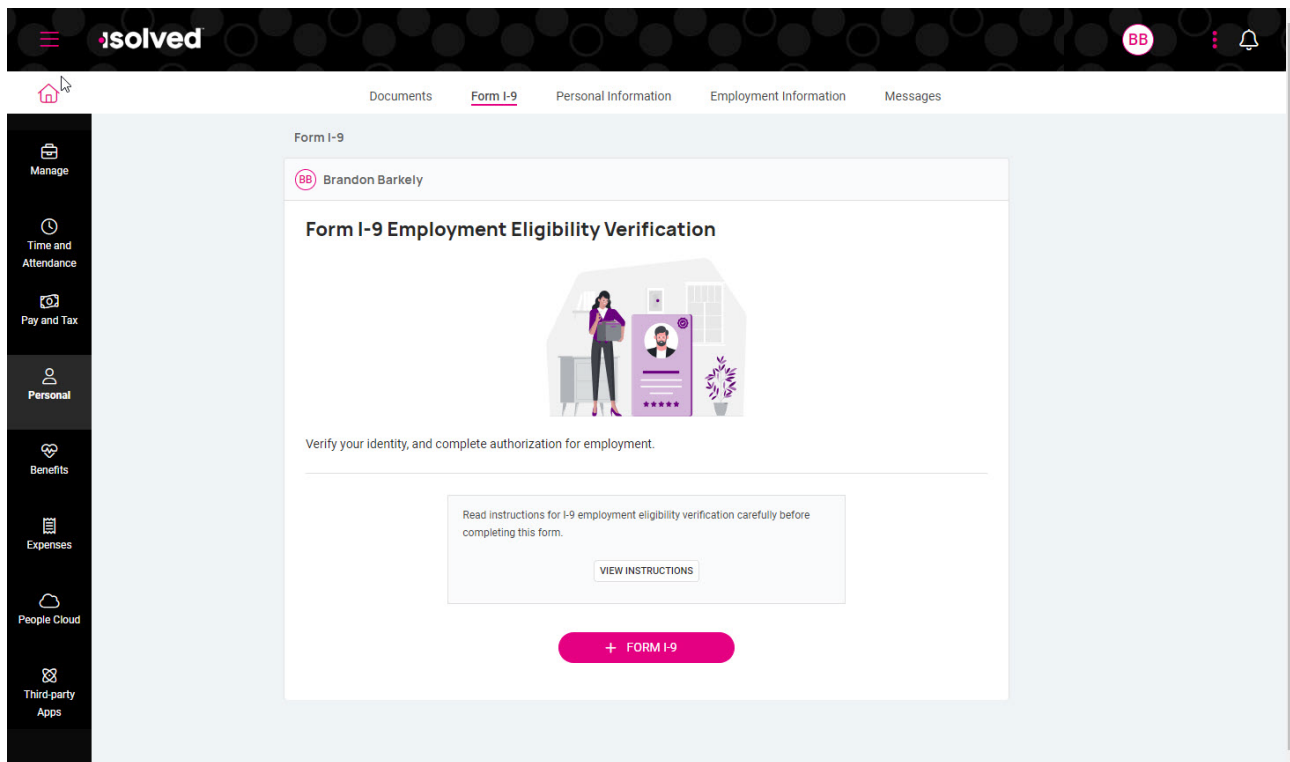 isolved
BB
Documents Form I-9 Personal Information Employment Information Messages
Manage
Time and
Attendance
Pay and Tax
Personal
Benefits
Expenses
People Cloud
Third-party
Apps
Form I-9
BB Brandon Barkely
Form I-9 Employment Eligibility Verification
*****
Verify your identity, and complete authorization for employment.
Read instructions for I-9 employment eligibility verification carefully before
completing this form.
VIEW INSTRUCTIONS
+ FORM I-9